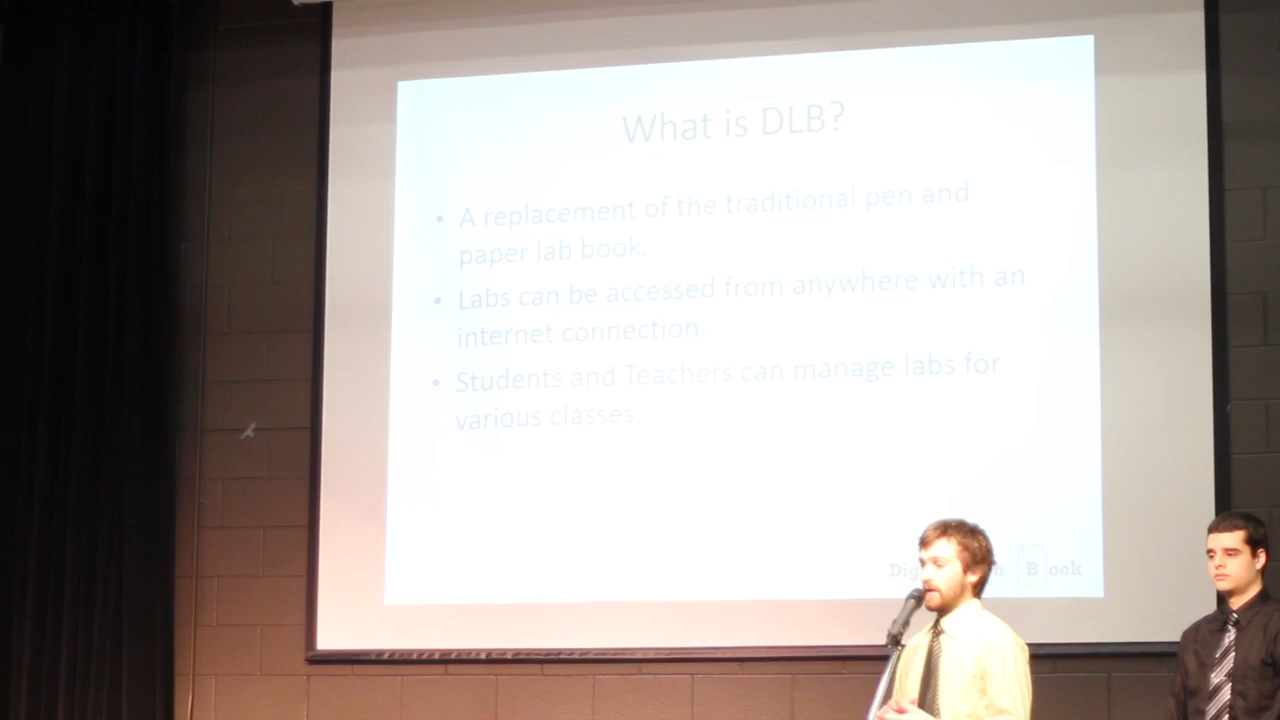 What is DLB?
• A replacement of the traditional pen and
paper lab book.
• Labs can be accessed from anywhere with an
internet connection.
• Students and Teachers can manage labs for
various classes.
Book